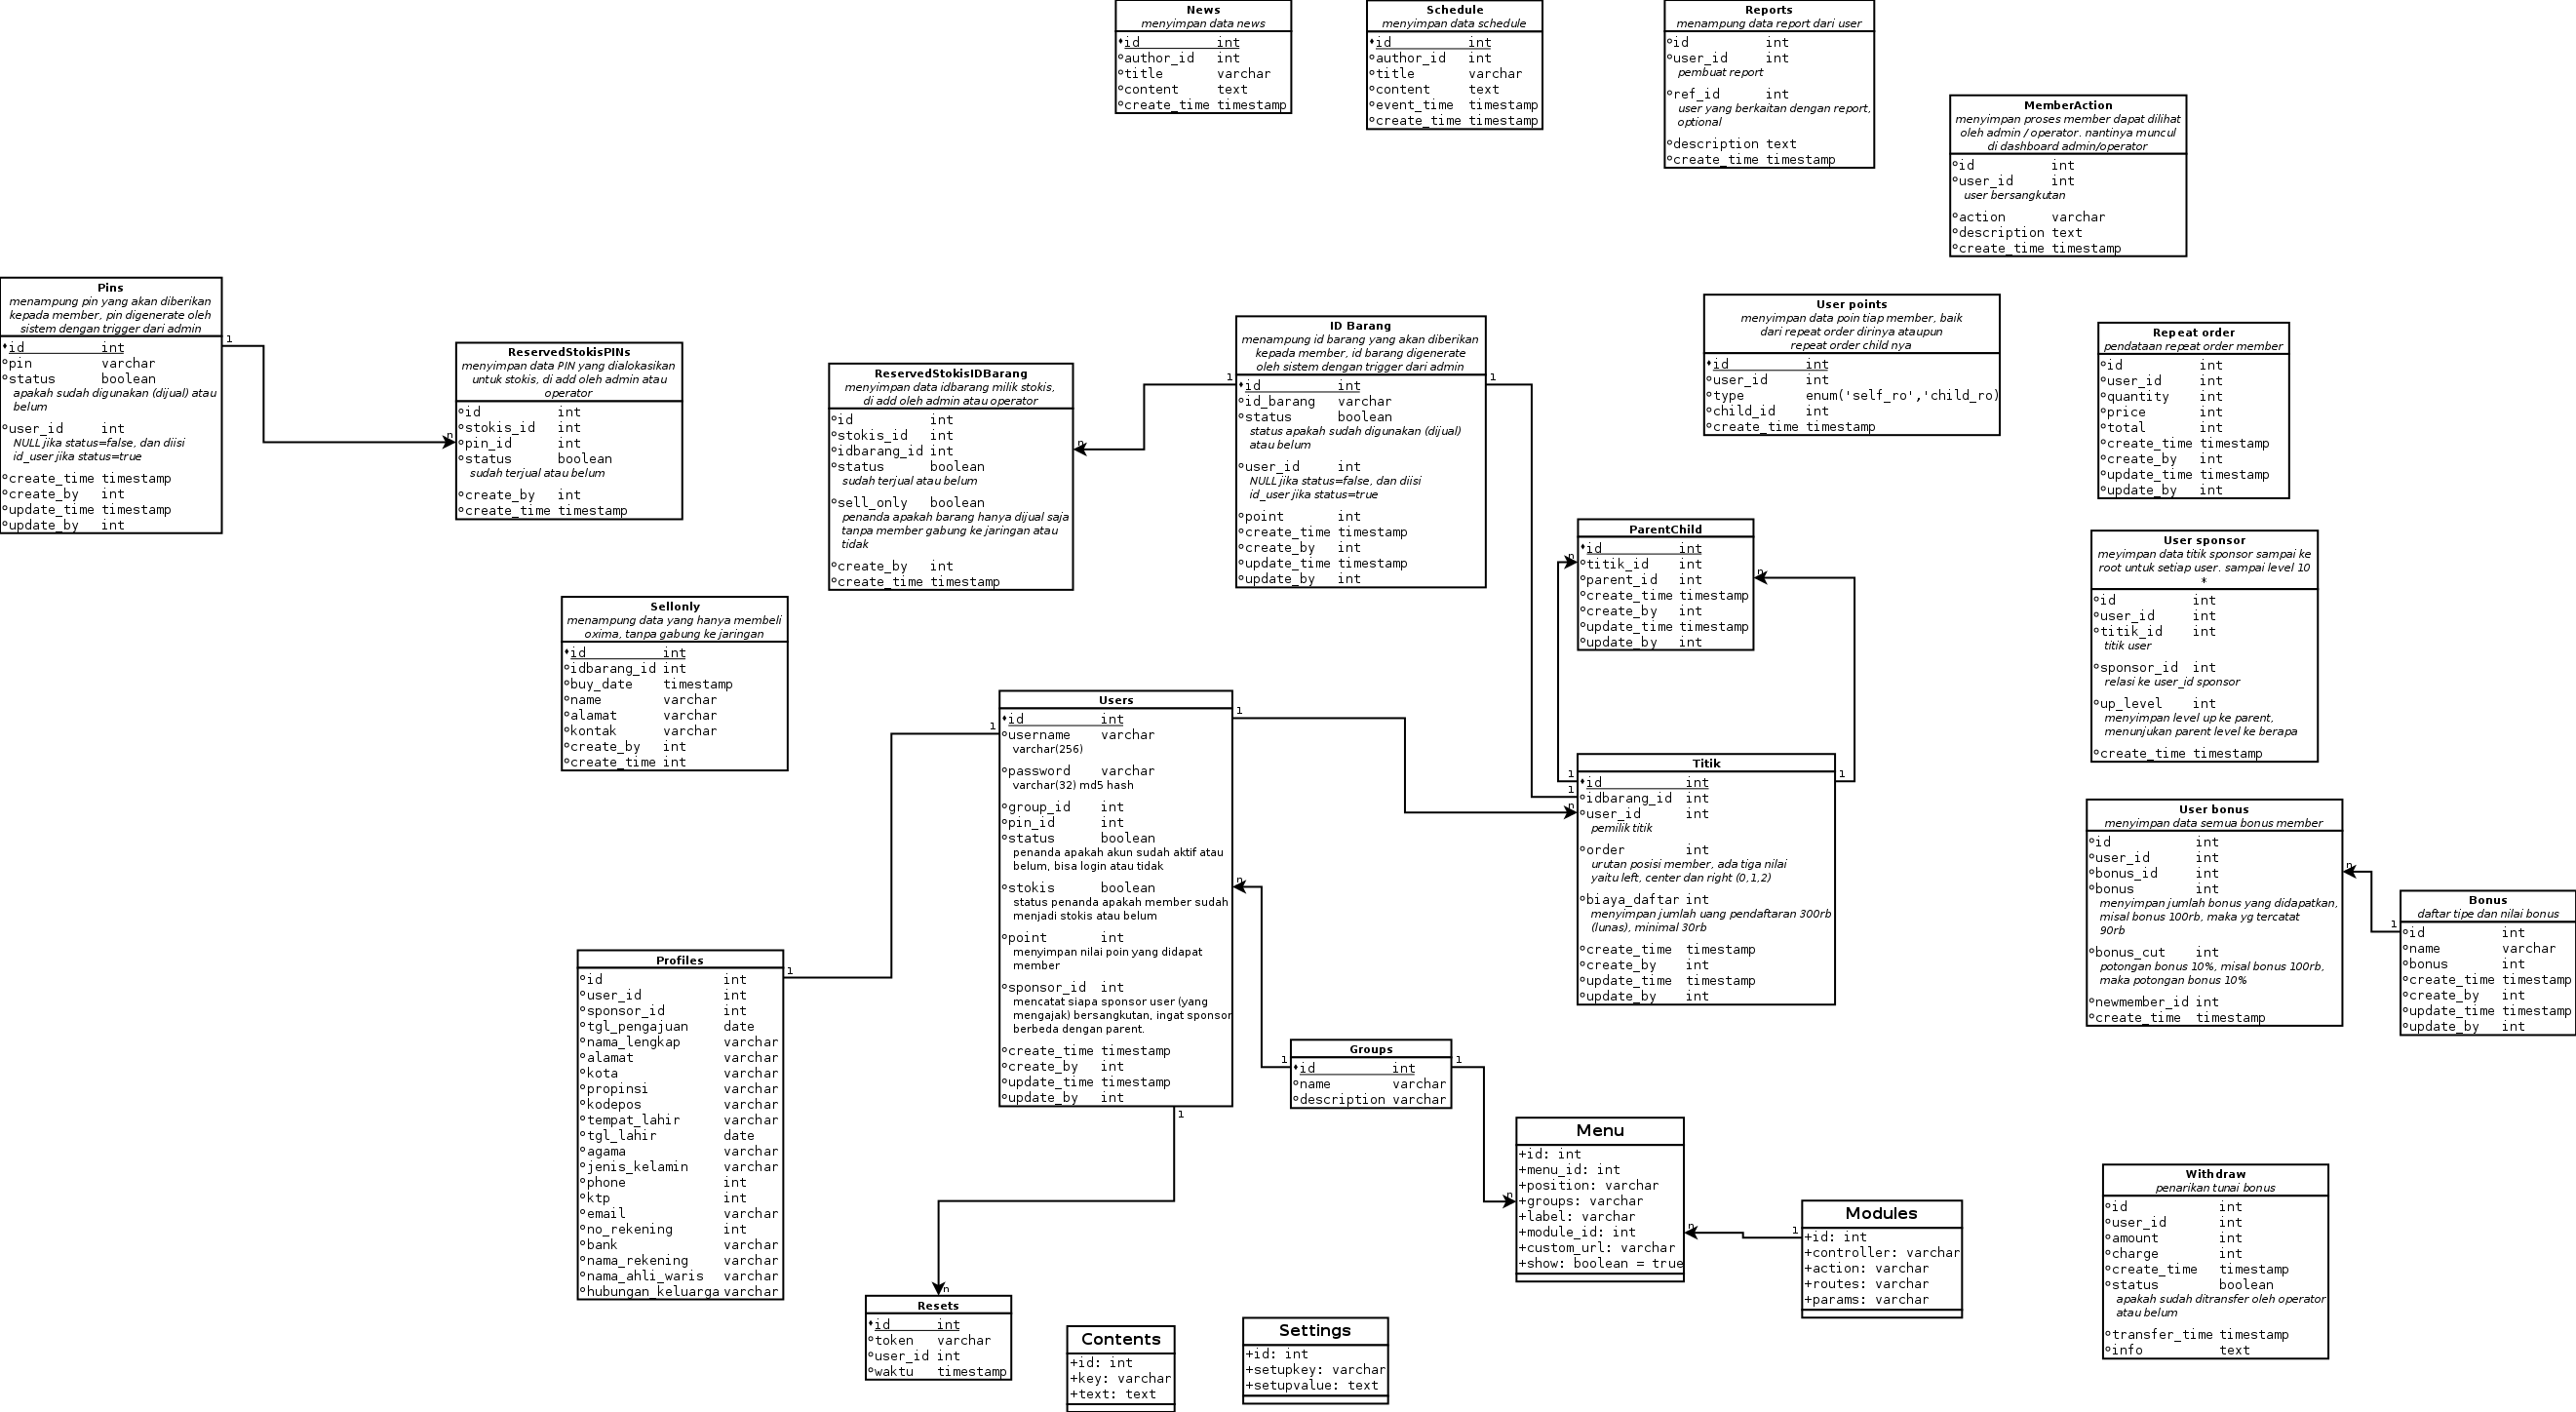 News
menyimpan data news
id int
author_id int
title varchar
content text
create_time timestamp
Schedule
menyimpan data schedule
id int
author_id int
title varchar
content text
event_time timestamp
create_time timestamp
Reports
menampung data report dari user
id int
user_id int
pembuat report
ref_id int
user yang berkaitan dengan report,
optional
description text
create_time timestamp
MemberAction
menyimpan proses member dapat dilihat
oleh admin / operator. nantinya muncul
di dashboard admin/operator
id int
user_id int
user bersangkutan
action varchar
description text
create_time timestamp
Pins
menampung pin yang akan diberikan
kepada member, pin digenerate oleh
sistem dengan trigger dari admin
id int
pin varchar
status boolean
apakah sudah digunakan (dijual) atau
belum
user_id int
NULL jika status=false, dan diisi
id_user jika status=true
create_time timestamp
create_by int
update_time timestamp
update_by int
1
n
ReservedStokisPINs
menyimpan data PIN yang dialokasikan
untuk stokis, di add oleh admin atau
operator
id int
stokis_id int
pin_id int
status boolean
sudah terjual atau belum
create_by int
create_time timestamp
ReservedStokisIDBarang
menyimpan data idbarang milik stokis,
di add oleh admin atau operator
id int
stokis_id int
idbarang_id int
status boolean
sudah terjual atau belum
sell_only boolean
penanda apakah barang hanya dijual saja
tanpa member gabung ke jaringan atau
tidak
create_by int
create_time timestamp
n
1
ID Barang
menampung id barang yang akan diberikan
kepada member, id barang digenerate
oleh sistem dengan trigger dari admin
id int
id_barang varchar
status boolean
status apakah sudah digunakan (dijual)
atau belum
user_id int
NULL jika status=false, dan diisi
id_user jika status=true
point int
create_time timestamp
create_by int
update_time timestamp
update_by int
1
User points
menyimpan data poin tiap member, baik
dari repeat order dirinya ataupun
repeat order child nya
id int
user_id int
type enum('self_ro','child_ro)
child_id int
create_time timestamp
Repeat order
pendataan repeat order member
id int
user_id int
quantity int
price int
total int
create_time timestamp
create_by int
update_time timestamp
update_by int
ParentChild
id int
titik_id int
parent_id int
create_time timestamp
create_by int
update_time timestamp
update_by int
n
n
User sponsor
meyimpan data titik sponsor sampai ke
root untuk setiap user. sampai level 10
*
id int
user_id int
titik_id int
titik user
sponsor_id int
relasi ke user_id sponsor
up_level int
menyimpan level up ke parent,
menunjukan parent level ke berapa
create_time timestamp
Sellonly
menampung data yang hanya membeli
oxima, tanpa gabung ke jaringan
id int
idbarang_id int
buy_date timestamp
name varchar
alamat varchar
kontak varchar
create_by int
create_time int
Users
id int
username varchar
varchar(256)
password varchar
varchar(32) md5 hash
group_id int
pin_id int
status boolean
penanda apakah akun sudah aktif atau
belum, bisa login atau tidak
stokis boolean
status penanda apakah member sudah
menjadi stokis atau belum
point int
menyimpan nilai poin yang didapat
member
sponsor_id int
mencatat siapa sponsor user (yang
mengajak) bersangkutan, ingat sponsor
berbeda dengan parent.
create_time timestamp
create_by int
update_time timestamp
update_by int
1
1
n
1
Titik
id int
idbarang_id int
user_id int
pemilik titik
order int
urutan posisi member, ada tiga nilai
yaitu left, center dan right (0,1,2)
biaya_daftar int
menyimpan jumlah uang pendaftaran 300rb
(lunas), minimal 30rb
create_time timestamp
create_by int
update_time timestamp
update_by int
1
1
n
1
User bonus
menyimpan data semua bonus member
id int
user_id int
bonus_id int
bonus int
menyimpan jumlah bonus yang didapatkan,
misal bonus 100rb, maka yg tercatat
90rb
bonus_cut int
potongan bonus 10%, misal bonus 100rb,
maka potongan bonus 10%
newmember_id int
create_time timestamp
n
1
Bonus
daftar tipe dan nilai bonus
id int
name varchar
bonus int
create_time timestamp
create_by int
update_time timestamp
update_by int
Profiles
id int
user_id int
sponsor_id int
tgl_pengajuan date
nama_lengkap varchar
alamat varchar
kota varchar
propinsi varchar
kodepos varchar
tempat_lahir varchar
tgl_lahir date
agama varchar
jenis_kelamin varchar
phone int
ktp int
email varchar
no_rekening int
bank varchar
nama_rekening varchar
nama_ahli_waris varchar
hubungan_keluarga varchar
1
Groups
id int
name varchar
description varchar
1
1
Menu
+id: int
+menu_id: int
+position: varchar
+groups: varchar
+label: varchar
+module_id: int
+custom_url: varchar
+show: boolean = true
n
n
1
Modules
+id: int
+controller: varchar
+action: varchar
+routes: varchar
+params: varchar
Withdraw
penarikan tunai bonus
id int
user_id int
amount int
charge int
create_time timestamp
status boolean
apakah sudah ditransfer oleh operator
atau belum
transfer_time timestamp
info text
n
Resets
id int
token varchar
user_id int
waktu timestamp
Contents
+id: int
+key: varchar
+text: text
Settings
+id: int
+setupkey: varchar
+setupvalue: text